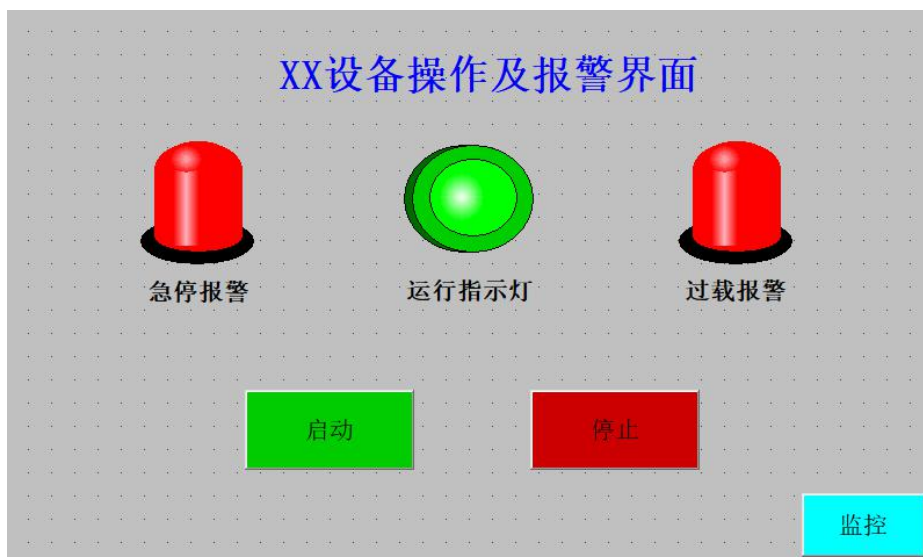 XX设备操作及报警界面
急停报警
运行指示灯
过载报警
启动
停止
监控